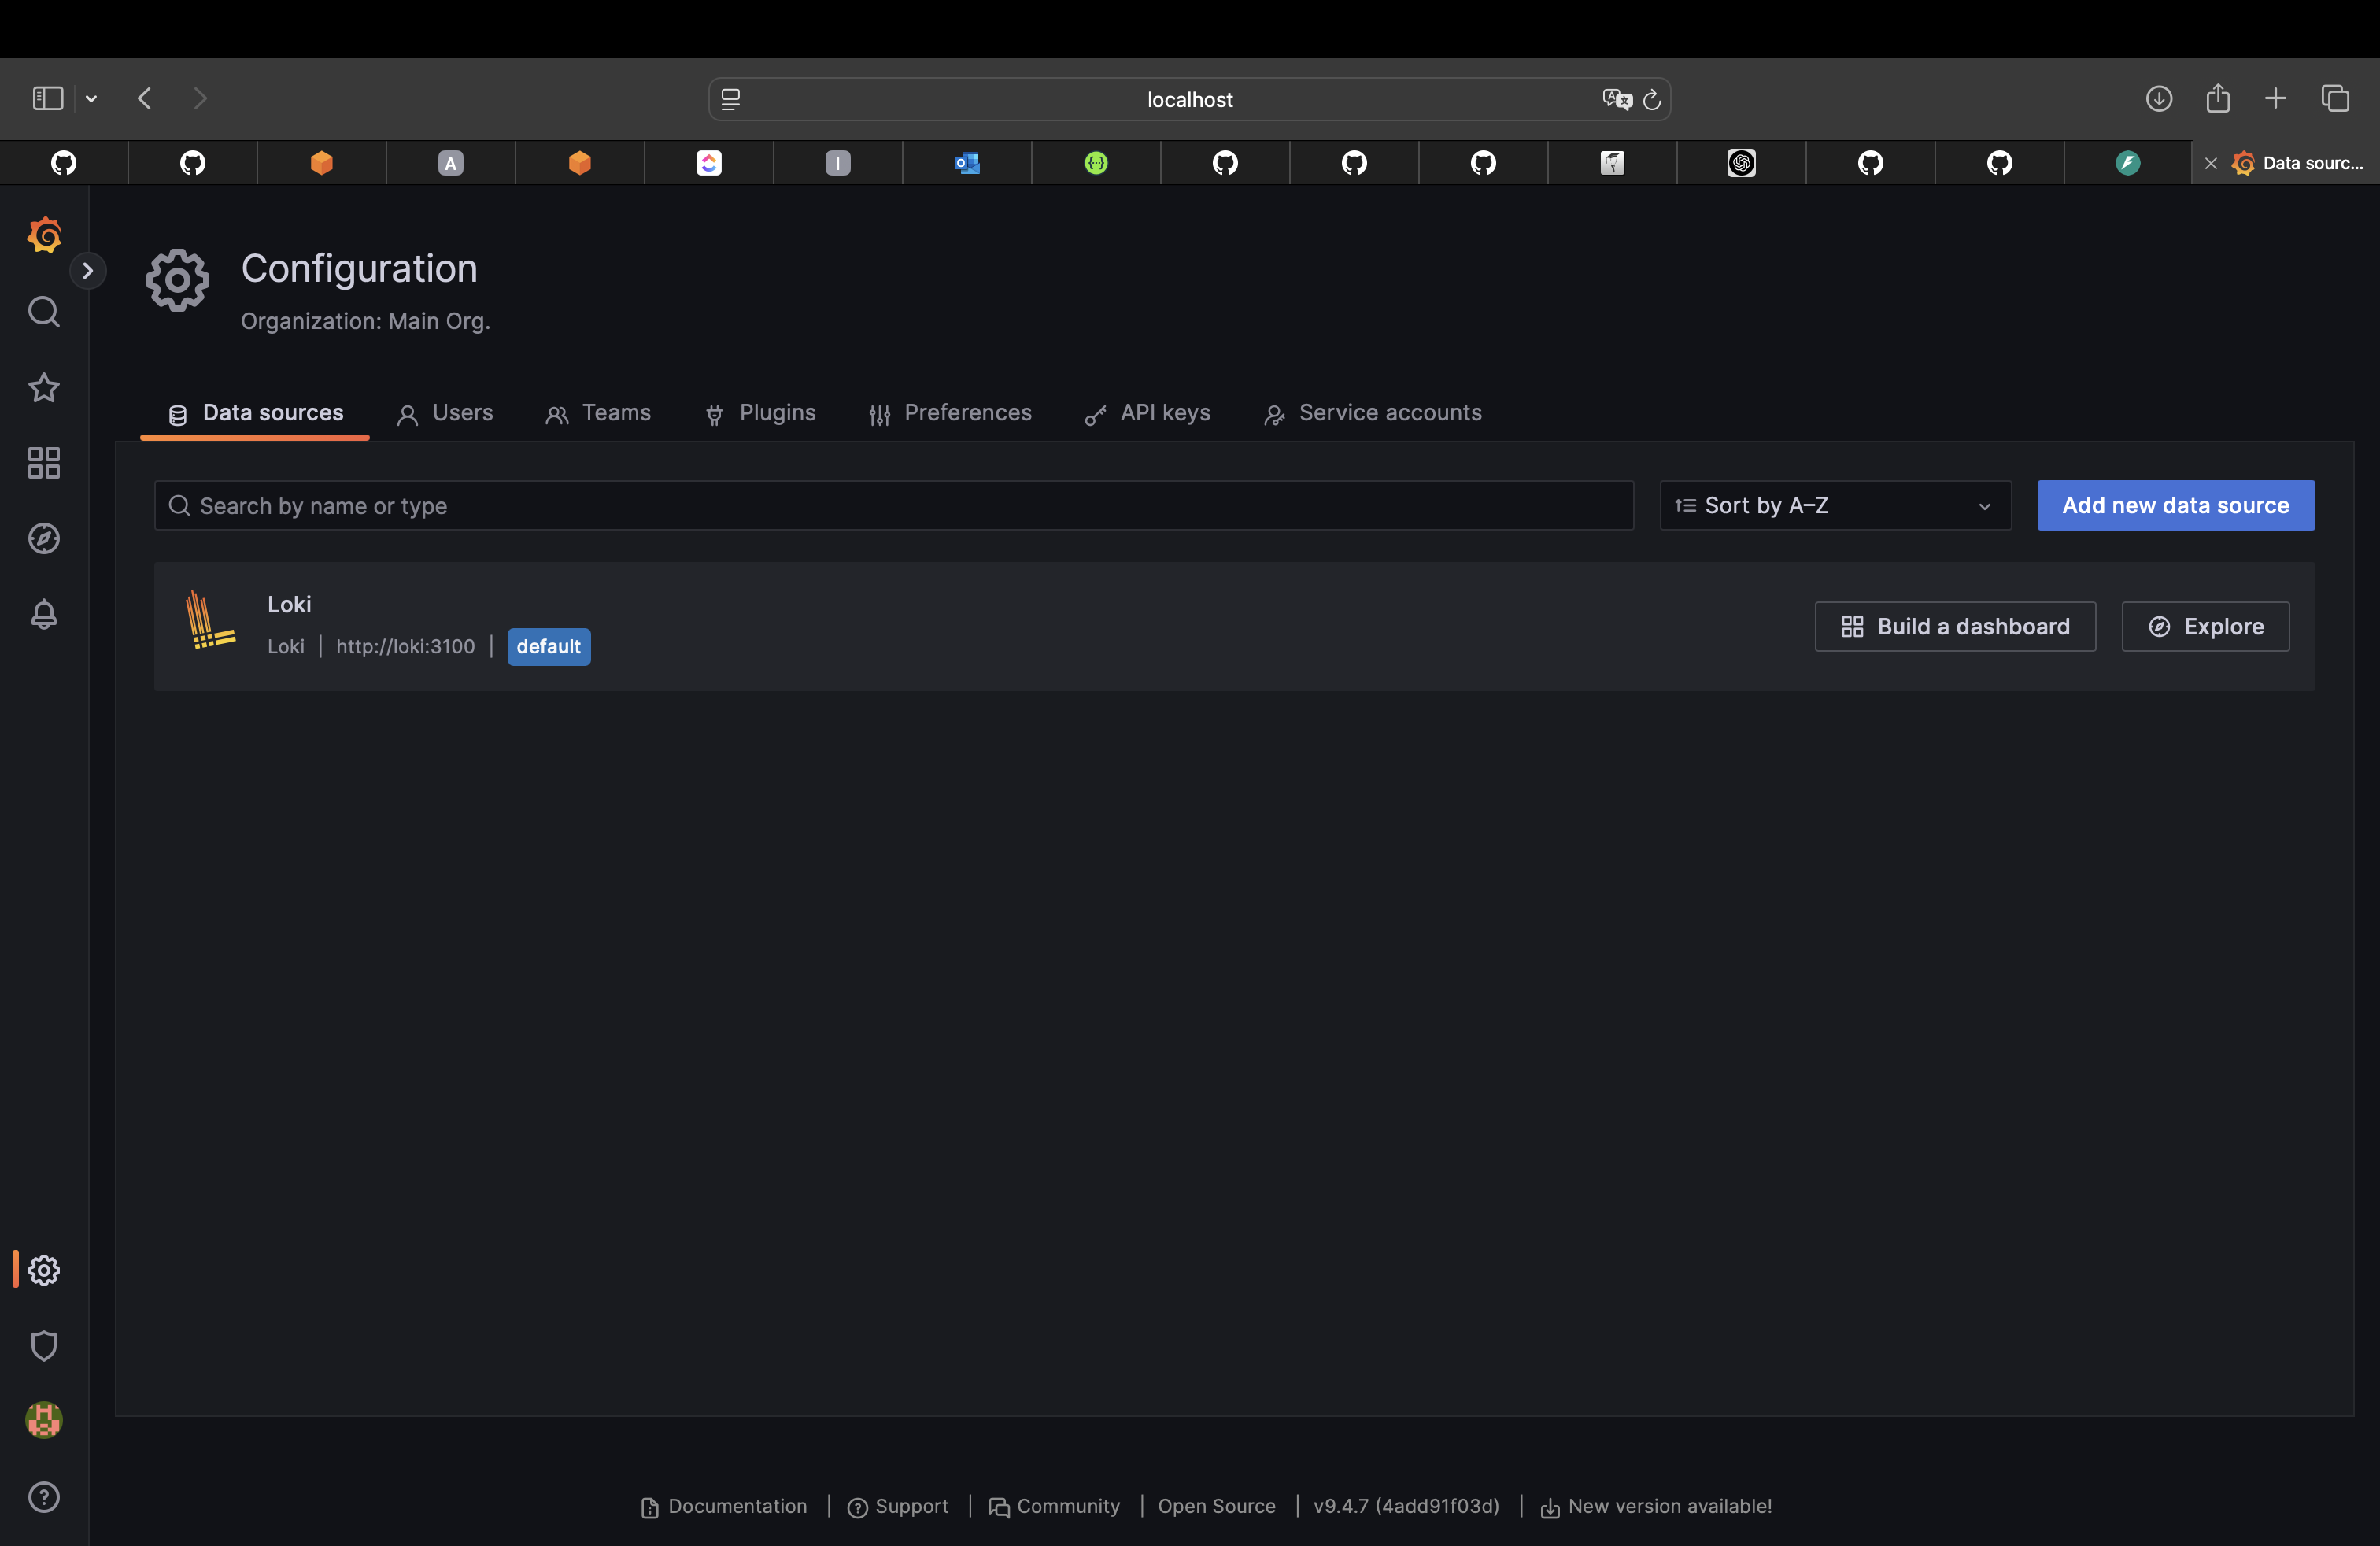 localhost
A
I
Data sourc...
Configuration
Organization: Main Org.
Data sources Users Teams Plugins Preferences API keys Service accounts
Search by name or type Sort by A–Z Add new data source
Loki
Loki | http://loki:3100 | default
Build a dashboard Explore
Documentation | Support | Community | Open Source | v9.4.7 (4add91f03d) | New version available!